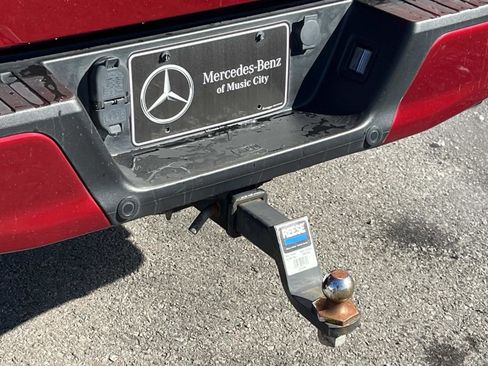 Mercedes-Benz
of Music City
REESE